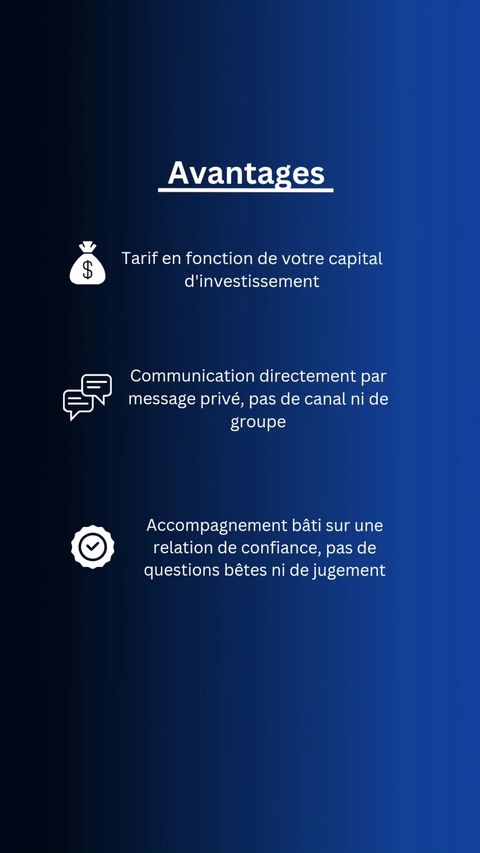 Avantages
$
Tarif en fonction de votre capital
d'investissement
Communication directement par
message privé, pas de canal ni de
groupe
Accompagnement bâti sur une
relation de confiance, pas de
questions bêtes ni de jugement